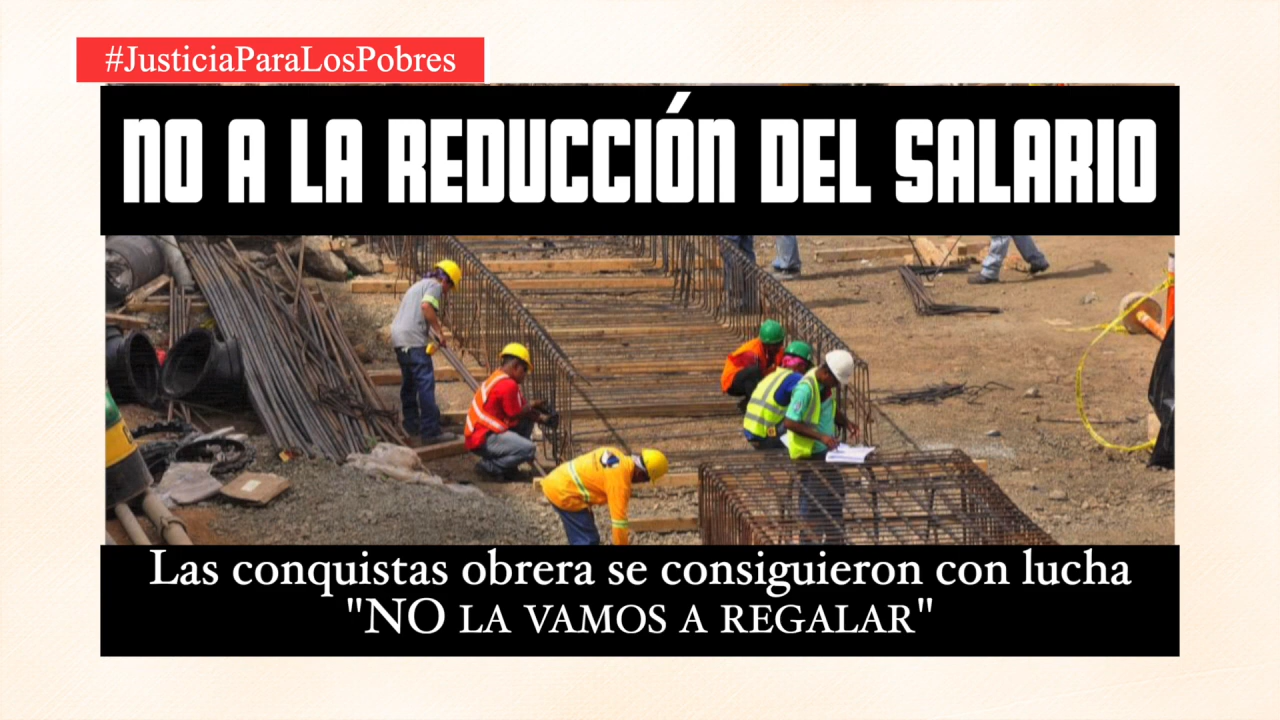 #JusticiaParaLosPobres
NO A LA REDUCCIÓN DEL SALARIO
Las conquistas obrera se consiguieron con lucha
"NO LA VAMOS A REGALAR"